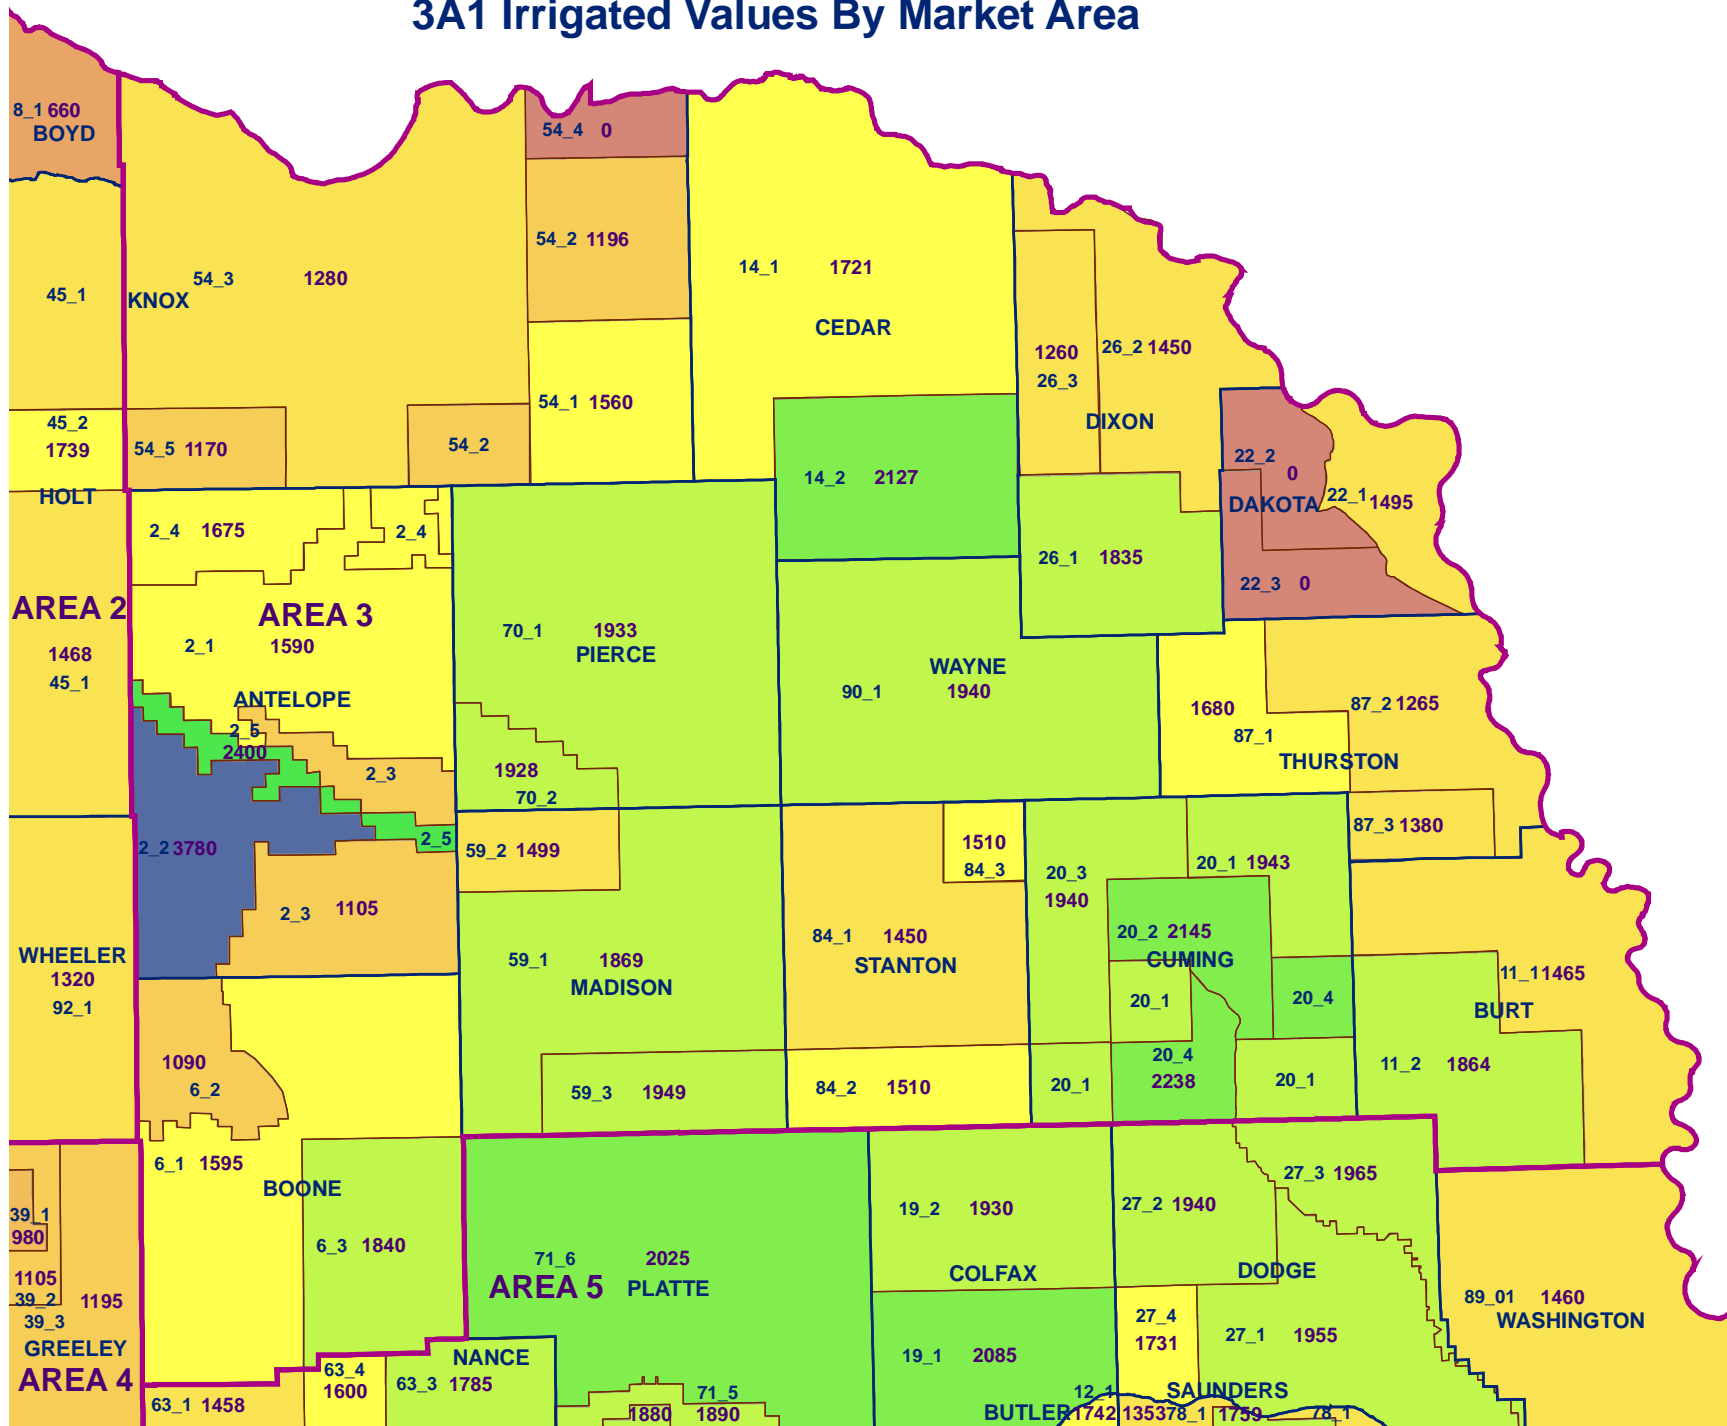 3A1 Irrigated Values By Market Area
8_1 660
BOYD
54_4 0
54_2 1196
14_1 1721
54_3 1280
45_1
KNOX
CEDAR
1260
26_3
26_2 1450
54_1 1560
DIXON
45_2
1739
54_5 1170
54_2
22_2
0
14_2 2127
HOLT
22_1 1495
DAKOTA
2_4 1675
2_4
26_1 1835
22_3 0
AREA 2
AREA 3
70_1 1933
PIERCE
2_1 1590
1468
45_1
WAYNE
90_1 1940
ANTELOPE
87_2 1265
1680
87_1
2_5
2400
THURSTON
2_3
1928
70_2
87_3 1380
2_2 3780
2_5
59_2 1499
1510
84_3
20_1 1943
20_3
1940
2_3 1105
20_2 2145
84_1 1450
CUMING
WHEELER
1320
92_1
59_1 1869
STANTON
MADISON
11_1 1465
20_1
20_4
BURT
1090
6_2
20_4
2238
11_2 1864
59_3 1949
84_2 1510
20_1
20_1
6_1 1595
27_3 1965
BOONE
19_2 1930
27_2 1940
39_1
980
6_3 1840
71_6 2025
AREA 5
PLATTE
COLFAX
DODGE
1105
39_2
39_3
1195
89_01 1460
WASHINGTON
27_4
1731
27_1 1955
GREELEY
AREA 4
NANCE
19_1 2085
63_4
1600
63_3 1785
71_5
12_1
SAUNDERS
63_1 1458
1880 1890
BUTLER 1742 1353 78_1 1759 78_1